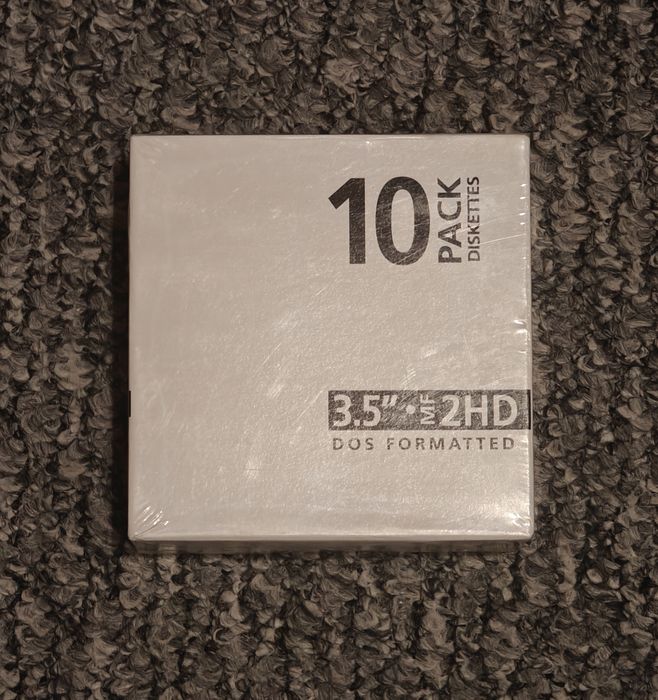 10 PACK
DISKETTES
3.5" • MF 2HD
DOS FORMATTED